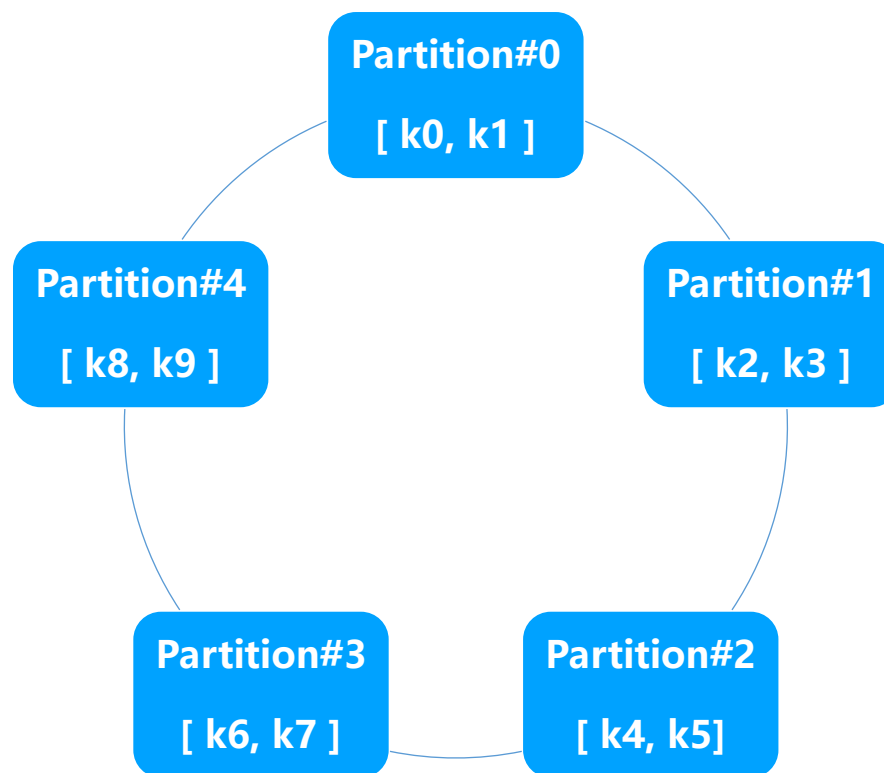 Partition#0
[ k0, k1 ]
Partition#4
[ k8, k9 ]
Partition#1
[ k2, k3 ]
Partition#3
[ k6, k7 ]
Partition#2
[ k4, k5]